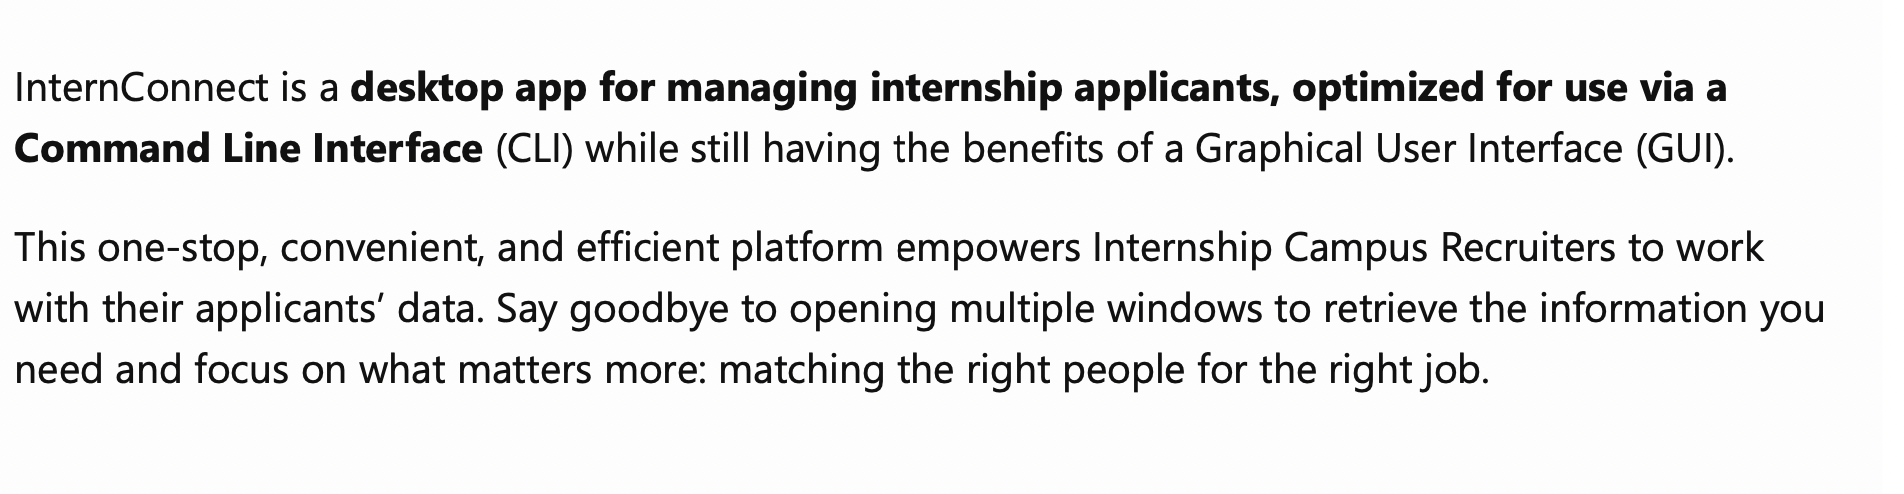 InternConnect is a desktop app for managing internship applicants, optimized for use via a
Command Line Interface (CLI) while still having the benefits of a Graphical User Interface (GUI).
This one-stop, convenient, and efficient platform empowers Internship Campus Recruiters to work
with their applicants’ data. Say goodbye to opening multiple windows to retrieve the information you
need and focus on what matters more: matching the right people for the right job.